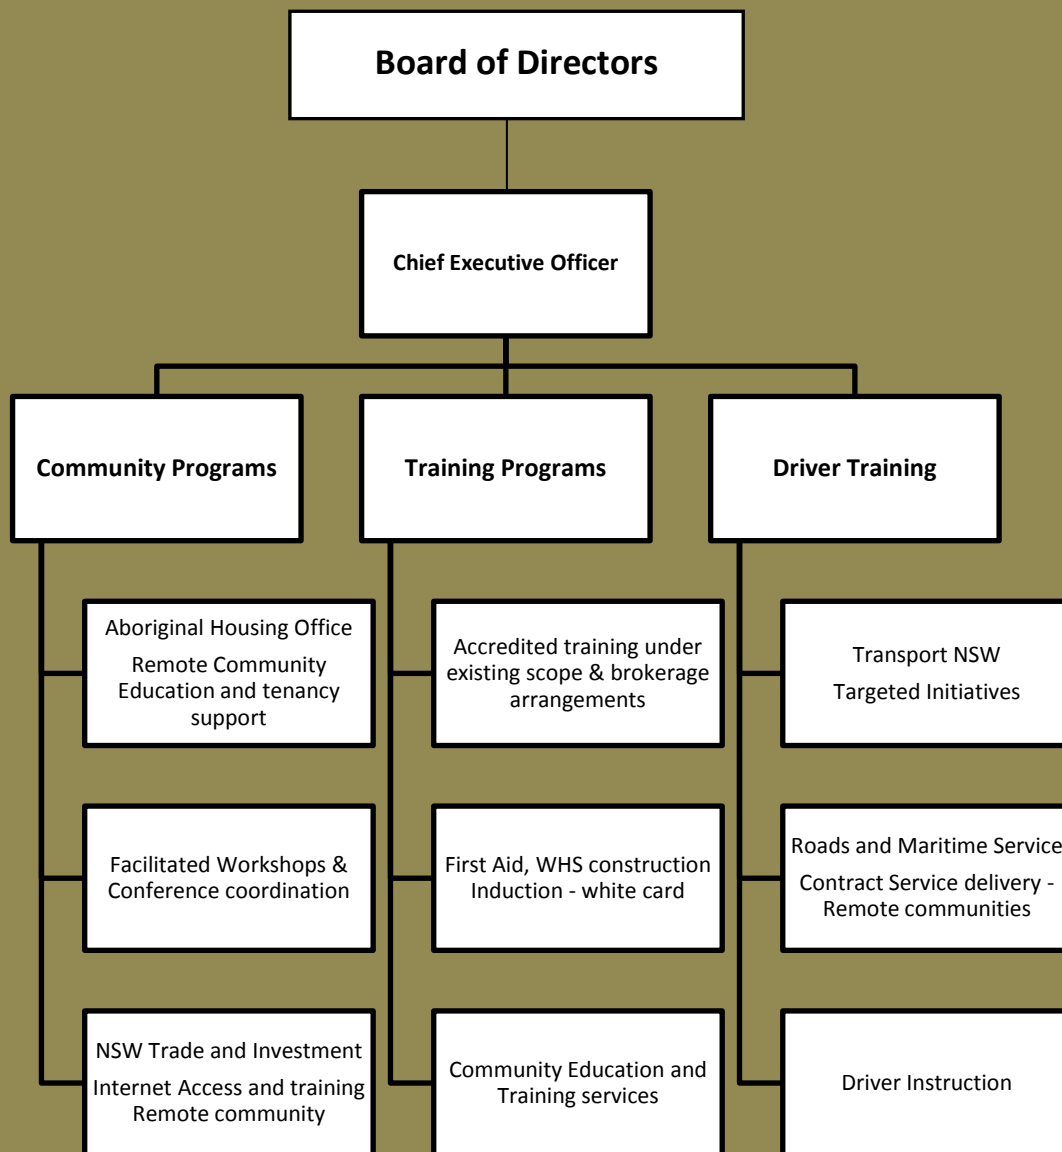 Board of Directors
Chief Executive Officer
Community Programs
Training Programs
Driver Training
Aboriginal Housing Office
Remote Community
Education and tenancy
support
Accredited training under
existing scope & brokerage
arrangements
Transport NSW
Targeted Initiatives
Facilitated Workshops &
Conference coordination
First Aid, WHS construction
Induction - white card
Roads and Maritime Service
Contract Service delivery -
Remote communities
NSW Trade and Investment
Internet Access and training
Remote community
Community Education and
Training services
Driver Instruction